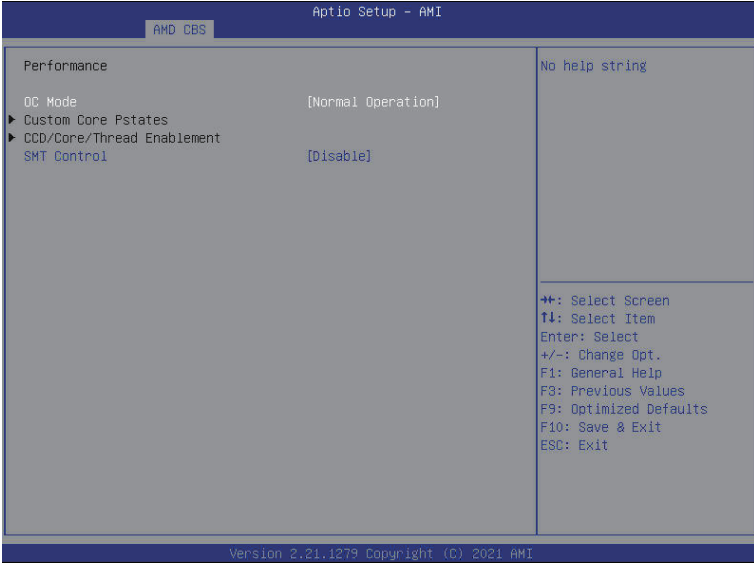 Aptio Setup – AMI
AMD CBS
Performance
OC Mode [Normal Operation]
▶ Custom Core Pstates
▶ CCD/Core/Thread Enablement
SMT Control [Disable]
No help string
→←: Select Screen
↑↓: Select Item
Enter: Select
+/-: Change Opt.
F1: General Help
F3: Previous Values
F9: Optimized Defaults
F10: Save & Exit
ESC: Exit
Version 2.21.1279 Copyright (C) 2021 AMI